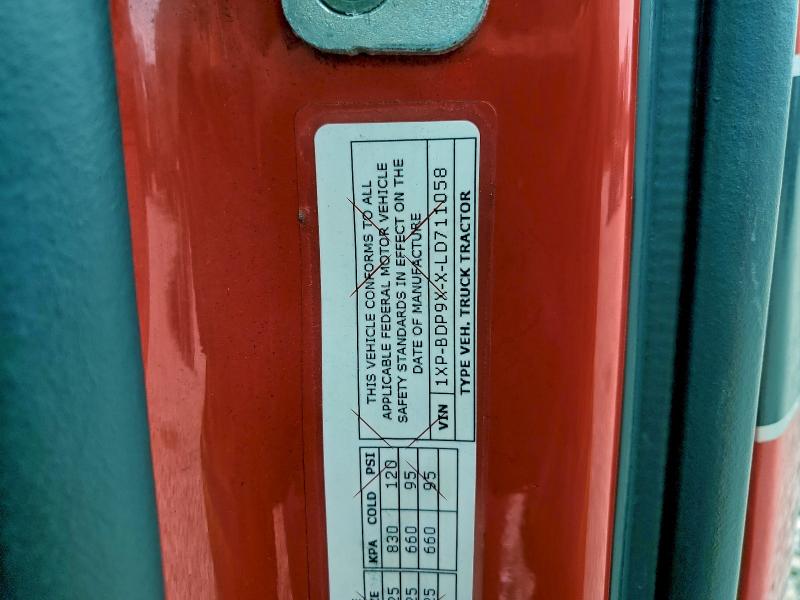 THIS VEHICLE CONFORMS TO ALL
APPLICABLE FEDERAL MOTOR VEHICLE
SAFETY STANDARDS IN EFFECT ON THE
DATE OF MANUFACTURE
VIN 1XP-BDP9X-X-LD711058
TYPE VEH. TRUCK TRACTOR
KPA COLD PSI
830 120
660 95
660 95